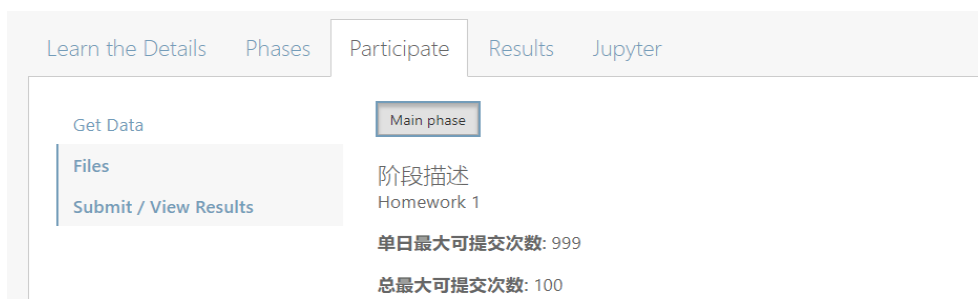 Learn the Details Phases Participate Results Jupyter
Get Data
Files
Submit / View Results
Main phase
阶段描述
Homework 1
单日最大可提交次数: 999
总最大可提交次数: 100